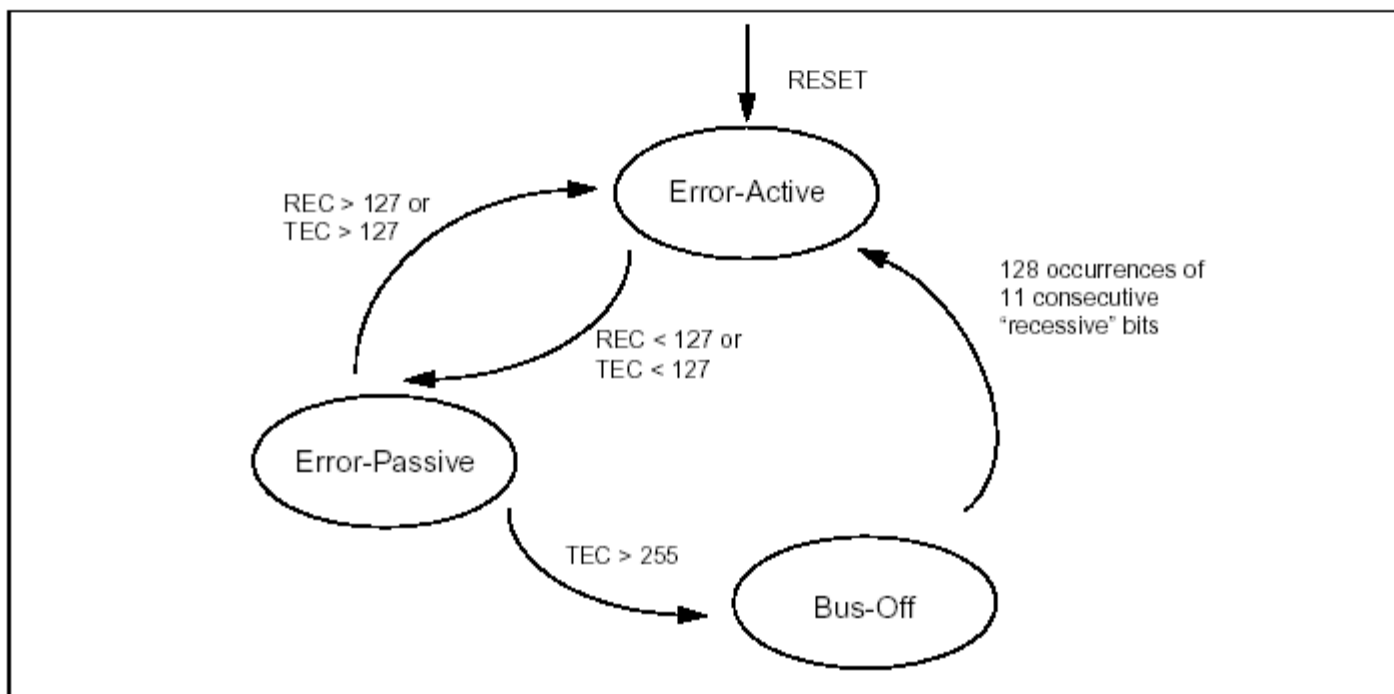 RESET
Error-Active
REC > 127 or
TEC > 127
128 occurrences of
11 consecutive
“recessive” bits
REC < 127 or
TEC < 127
Error-Passive
TEC > 255
Bus-Off